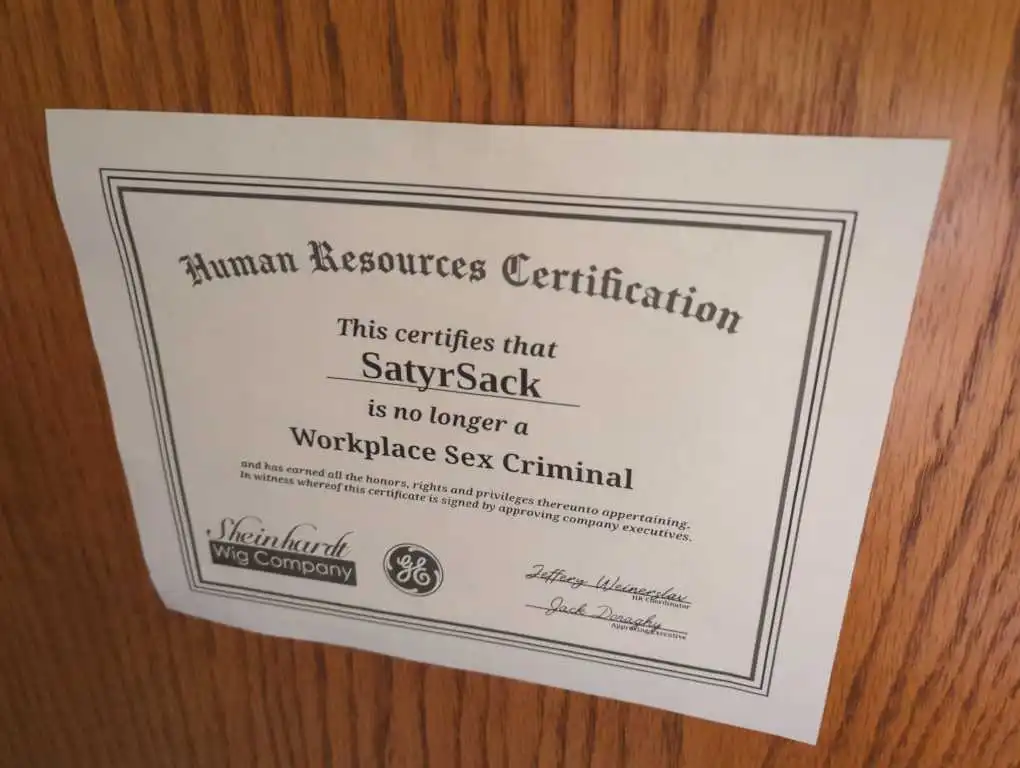 Human Resources Certification
This certifies that
SatyrSack
is no longer a
Workplace Sex Criminal
and has earned all the honors, rights and privileges thereunto appertaining.
In witness whereof this certificate is signed by approving company executives.
Sheinhardt
Wig Company
GE
Jeffery Weinerslav
HR Coordinator
Jack Donaghy
Approving Executive